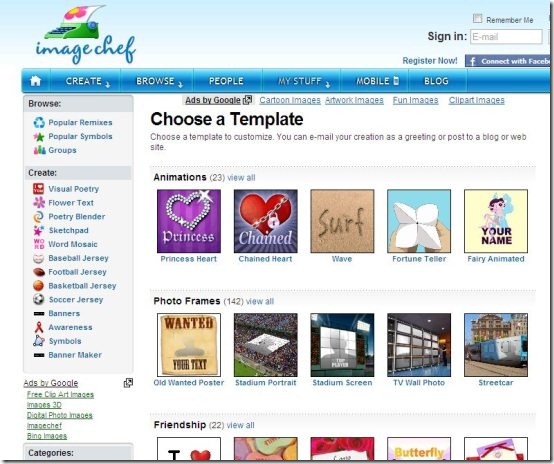 image chef
Remember Me
Sign in: E-mail
Register Now! f Connect with Faceb
CREATE BROWSE PEOPLE MY STUFF MOBILE BLOG
Ads by Google Cartoon Images Artwork Images Fun Images Clipart Images
Browse:
Popular Remixes
Popular Symbols
Groups
Create:
Visual Poetry
Flower Text
Poetry Blender
Sketchpad
WORD Word Mosaic
Baseball Jersey
Football Jersey
Basketball Jersey
Soccer Jersey
Banners
Awareness
Symbols
Banner Maker
Ads by Google
Free Clip Art Images
Images 3D
Digital Photo Images
Imagechef
Bing Images
Categories:
Choose a Template
Choose a template to customize. You can e-mail your creation as a greeting or post to a blog or web
site.
Animations (23) view all
Princess
Chained
Surf
YOUR
NAME
Princess Heart Chained Heart Wave Fortune Teller Fairy Animated
Photo Frames (142) view all
WANTED
YOUR TEXT
TOP
PLAYER
Old Wanted Poster Stadium Portrait Stadium Screen TV Wall Photo Streetcar
Friendship (22) view all
I
Butterfly